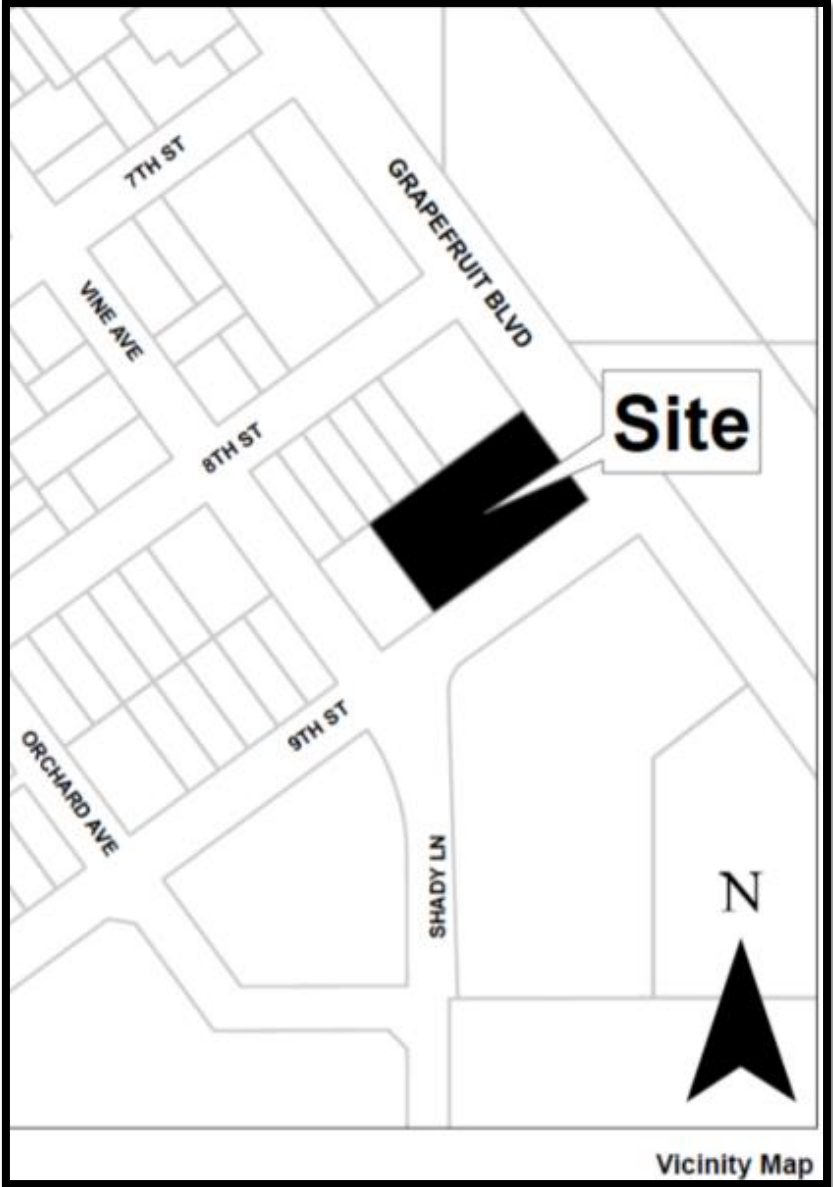 7TH ST
GRAPEFRUIT BLVD
VINE AVE
Site
8TH ST
9TH ST
ORCHARD AVE
SHADY LN
N
Vicinity Map